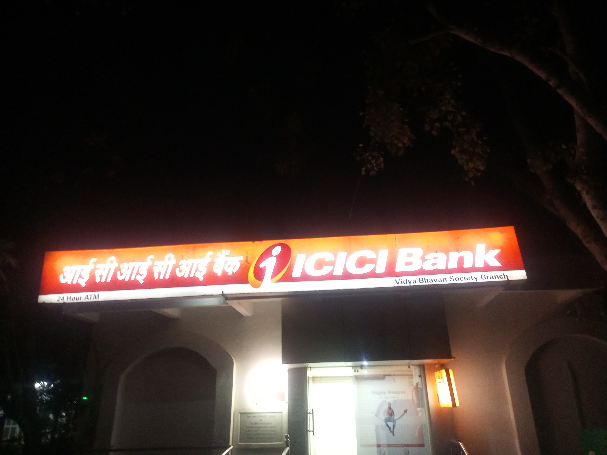 आई सी आई सी आई बैंक i ICICI Bank
24 Hour ATM
Vidya Bhavan Society Branch